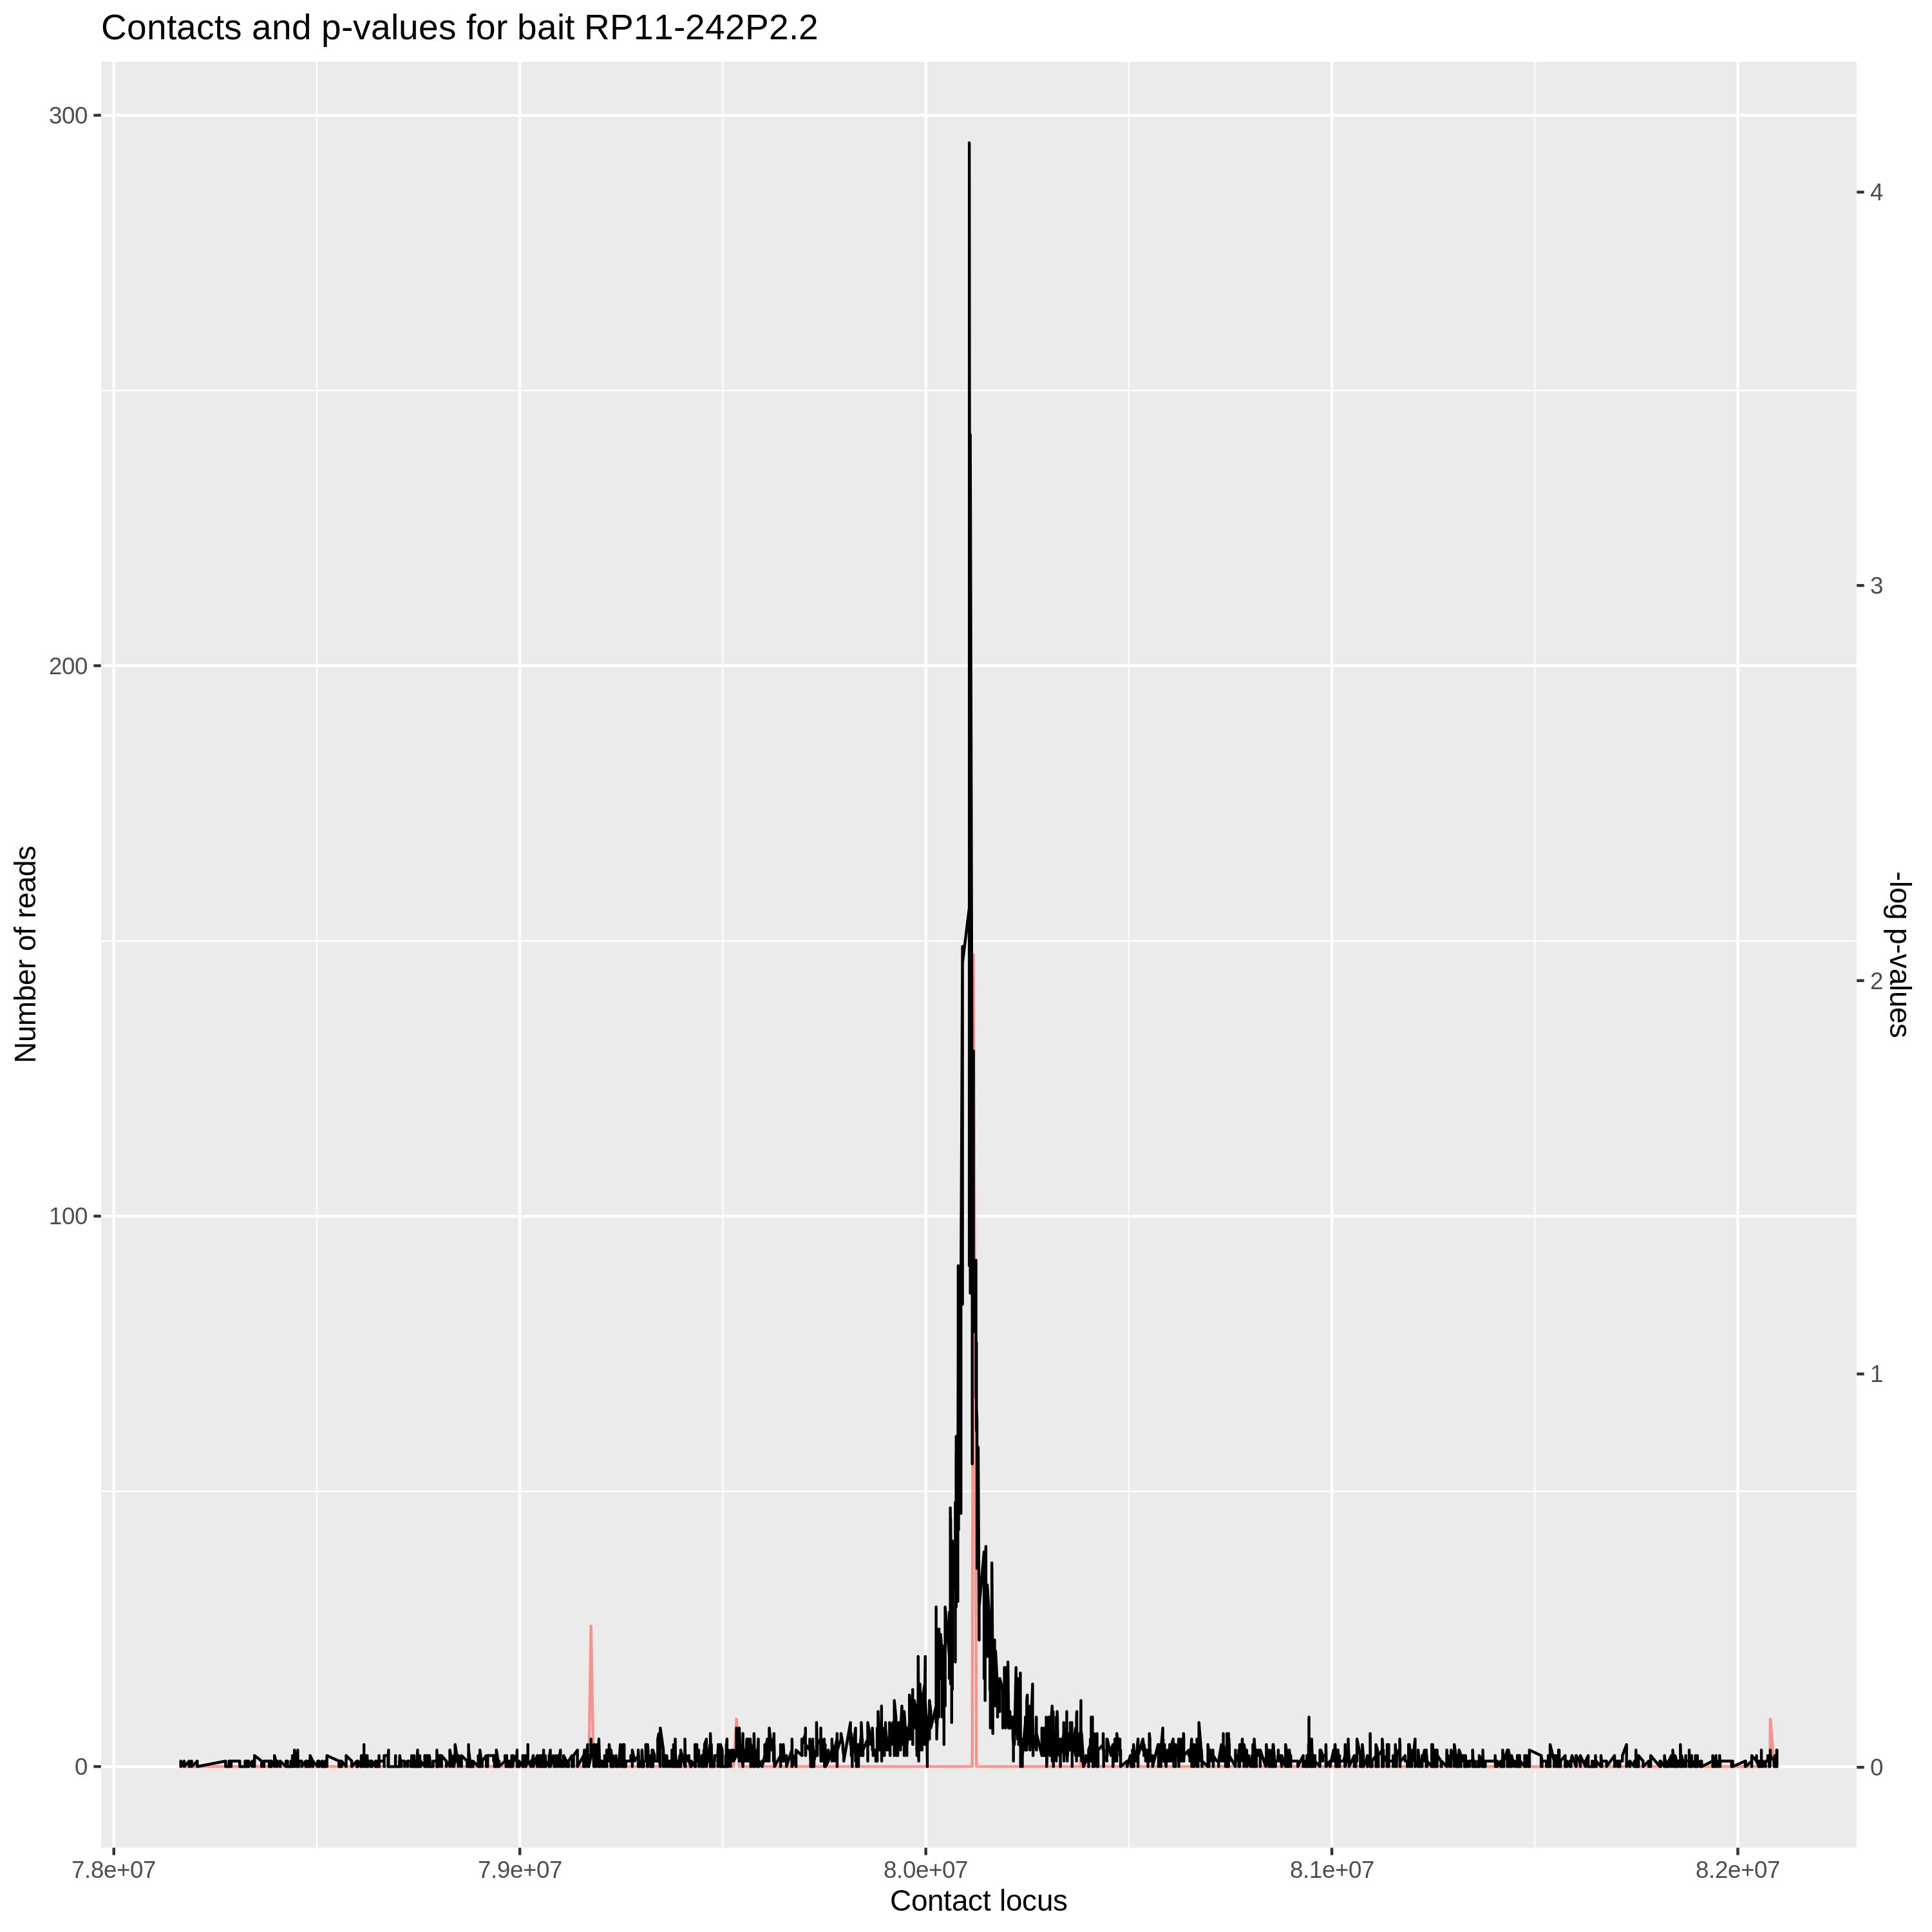 Contacts and p-values for bait RP11-242P2.2
300
200
100
0
Number of reads
4
3
2
1
0
-log p-values
7.8e+07 7.9e+07 8.0e+07 8.1e+07 8.2e+07
Contact locus